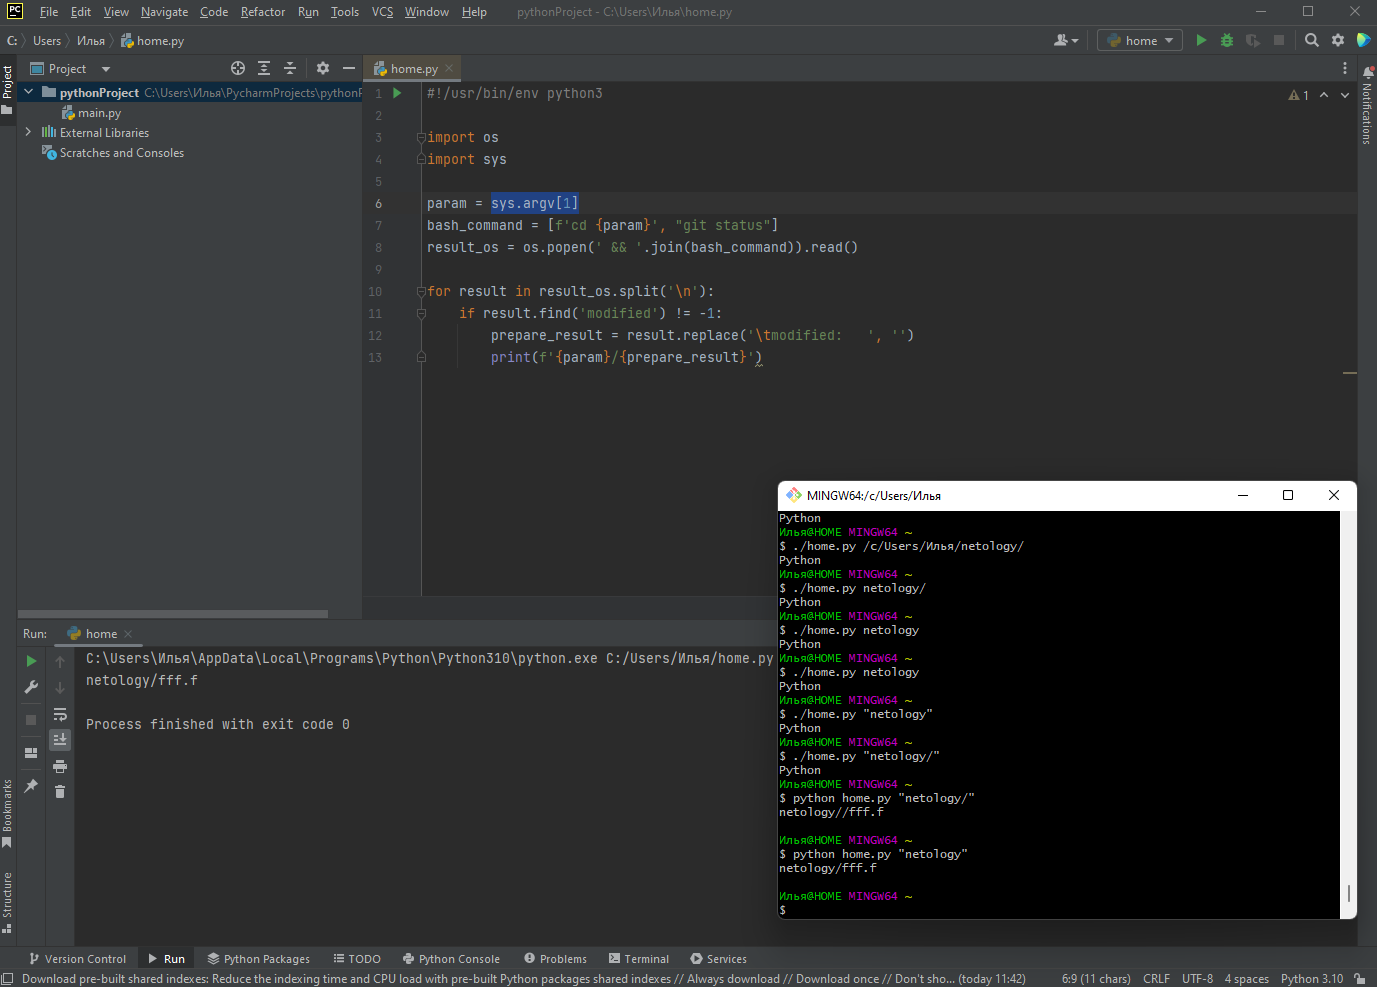 PC File Edit View Navigate Code Refactor Run Tools VCS Window Help pythonProject - C:\Users\Илья\home.py
C: Users Илья home.py
home
Project
Project
home.py
pythonProject C:\Users\Илья\PycharmProjects\pythonP
main.py
External Libraries
Scratches and Consoles
Notifications
1
1 #!/usr/bin/env python3
2
3 import os
4 import sys
5
6 param = sys.argv[1]
7 bash_command = [f'cd {param}', "git status"]
8 result_os = os.popen(' && '.join(bash_command)).read()
9
10 for result in result_os.split('\n'):
11 if result.find('modified') != -1:
12 prepare_result = result.replace('\tmodified:   ', '')
13 print(f'{param}/{prepare_result}')
Run: home
C:\Users\Илья\AppData\Local\Programs\Python\Python310\python.exe C:/Users/Илья/home.py
netology/fff.f
Process finished with exit code 0
MINGW64:/c/Users/Илья
Python
Илья@HOME MINGW64 ~
$ ./home.py /c/Users/Илья/netology/
Python
Илья@HOME MINGW64 ~
$ ./home.py netology/
Python
Илья@HOME MINGW64 ~
$ ./home.py netology
Python
Илья@HOME MINGW64 ~
$ ./home.py netology
Python
Илья@HOME MINGW64 ~
$ ./home.py "netology"
Python
Илья@HOME MINGW64 ~
$ ./home.py "netology/"
Python
Илья@HOME MINGW64 ~
$ python home.py "netology/"
netology//fff.f
Илья@HOME MINGW64 ~
$ python home.py "netology"
netology/fff.f
Илья@HOME MINGW64 ~
$
Bookmarks
Structure
Version Control Run Python Packages TODO Python Console Problems Terminal Services
Download pre-built shared indexes: Reduce the indexing time and CPU load with pre-built Python packages shared indexes // Always download // Download once // Don't sho... (today 11:42) 6:9 (11 chars) CRLF UTF-8 4 spaces Python 3.10